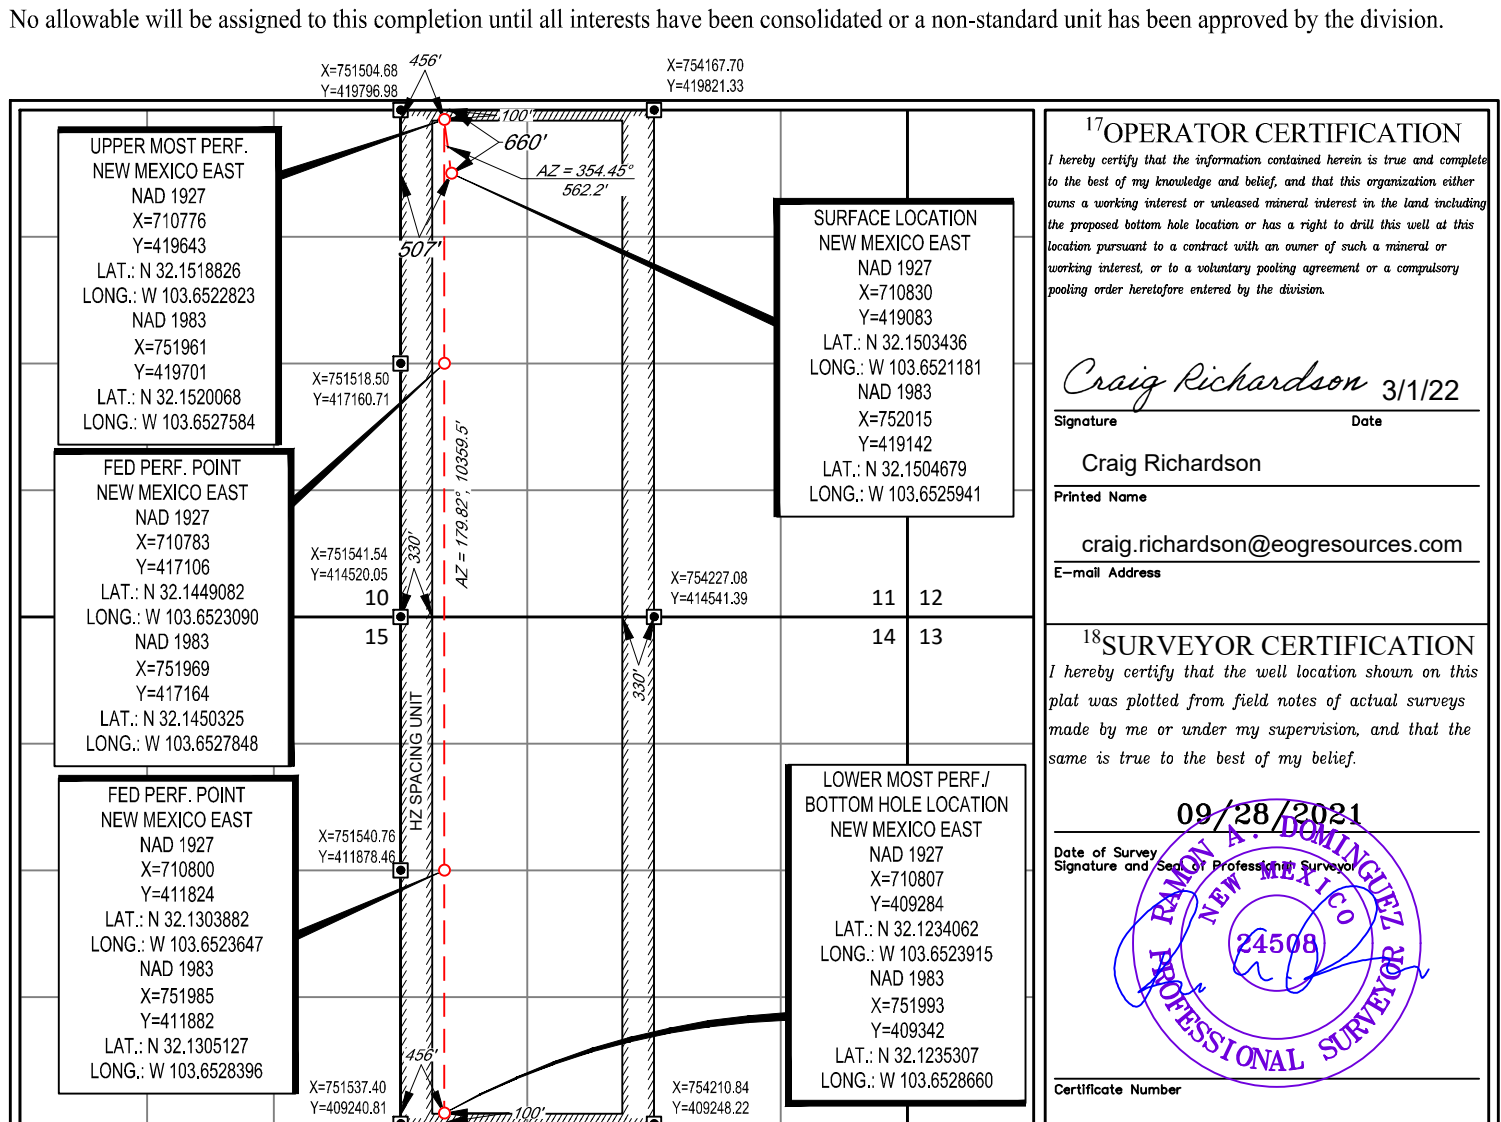 No allowable will be assigned to this completion until all interests have been consolidated or a non-standard unit has been approved by the division.
X=751504.68
Y=419796.98
456'
X=754167.70
Y=419821.33
100'
660'
AZ = 354.45°
562.2'
507'
UPPER MOST PERF.
NEW MEXICO EAST
NAD 1927
X=710776
Y=419643
LAT.: N 32.1518826
LONG.: W 103.6522823
NAD 1983
X=751961
Y=419701
LAT.: N 32.1520068
LONG.: W 103.6527584
SURFACE LOCATION
NEW MEXICO EAST
NAD 1927
X=710830
Y=419083
LAT.: N 32.1503436
LONG.: W 103.6521181
NAD 1983
X=752015
Y=419142
LAT.: N 32.1504679
LONG.: W 103.6525941
X=751518.50
Y=417160.71
FED PERF. POINT
NEW MEXICO EAST
NAD 1927
X=710783
Y=417106
LAT.: N 32.1449082
LONG.: W 103.6523090
NAD 1983
X=751969
Y=417164
LAT.: N 32.1450325
LONG.: W 103.6527848
AZ = 179.82°, 10359.5'
X=751541.54
Y=414520.05
330'
X=754227.08
Y=414541.39
10
11
12
15
14
13
330'
HZ SPACING UNIT
FED PERF. POINT
NEW MEXICO EAST
NAD 1927
X=710800
Y=411824
LAT.: N 32.1303882
LONG.: W 103.6523647
NAD 1983
X=751985
Y=411882
LAT.: N 32.1305127
LONG.: W 103.6528396
X=751540.76
Y=411878.46
LOWER MOST PERF./
BOTTOM HOLE LOCATION
NEW MEXICO EAST
NAD 1927
X=710807
Y=409284
LAT.: N 32.1234062
LONG.: W 103.6523915
NAD 1983
X=751993
Y=409342
LAT.: N 32.1235307
LONG.: W 103.6528660
456'
X=751537.40
Y=409240.81
100'
X=754210.84
Y=409248.22
17OPERATOR CERTIFICATION
I hereby certify that the information contained herein is true and complete
to the best of my knowledge and belief, and that this organization either
owns a working interest or unleased mineral interest in the land including
the proposed bottom hole location or has a right to drill this well at this
location pursuant to a contract with an owner of such a mineral or
working interest, or to a voluntary pooling agreement or a compulsory
pooling order heretofore entered by the division.
Craig Richardson 3/1/22
Signature Date
Craig Richardson
Printed Name
craig.richardson@eogresources.com
E-mail Address
18SURVEYOR CERTIFICATION
I hereby certify that the well location shown on this
plat was plotted from field notes of actual surveys
made by me or under my supervision, and that the
same is true to the best of my belief.
09/28/2021
Date of Survey
Signature and Seal of Professional Surveyor
RAMON A. DOMINGUEZ
NEW MEXICO
24508
PROFESSIONAL SURVEYOR
Certificate Number